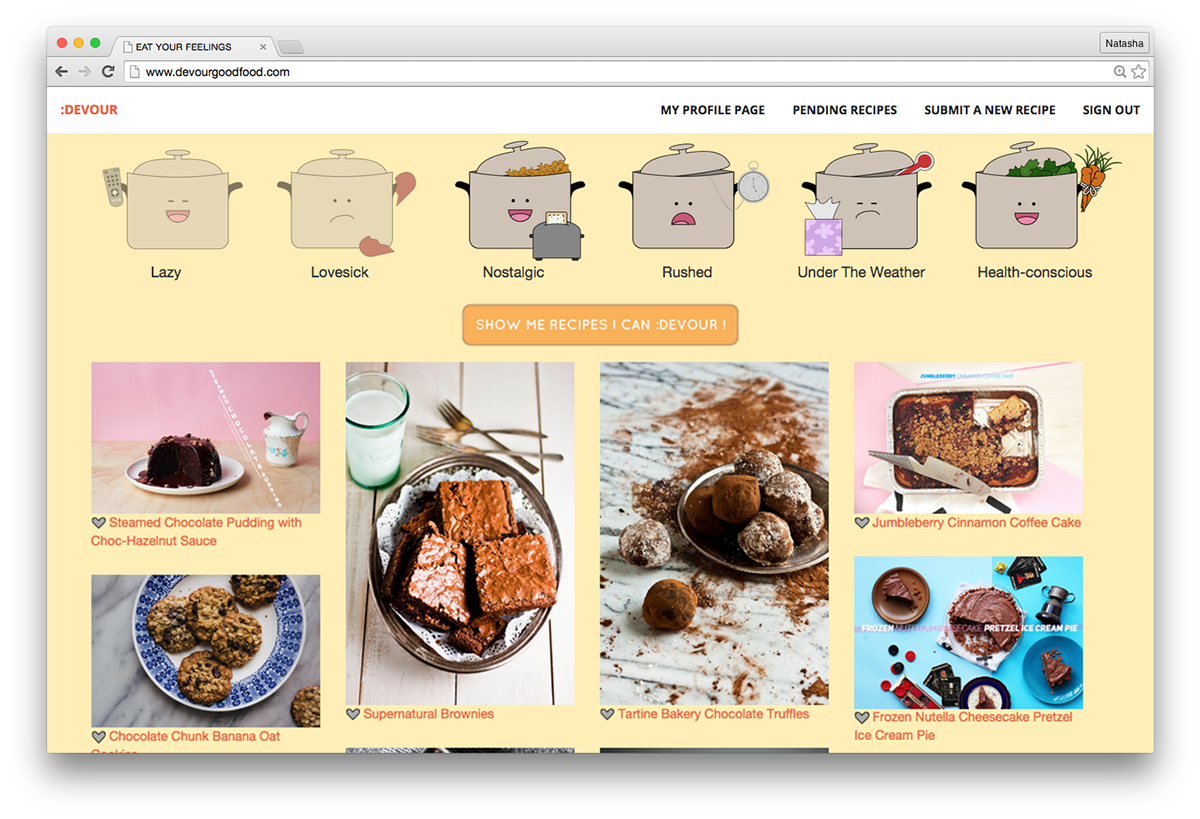 EAT YOUR FEELINGS
Natasha
www.devourgoodfood.com
:DEVOUR
MY PROFILE PAGE
PENDING RECIPES
SUBMIT A NEW RECIPE
SIGN OUT
Lazy
Lovesick
Nostalgic
Rushed
Under The Weather
Health-conscious
SHOW ME RECIPES I CAN :DEVOUR !
JUMBLEBERRY CINNAMON COFFEE CAKE
Steamed Chocolate Pudding with
Choc-Hazelnut Sauce
Jumbleberry Cinnamon Coffee Cake
FROZEN NUTELLA CHEESECAKE PRETZEL ICE CREAM PIE
Supernatural Brownies
Tartine Bakery Chocolate Truffles
Frozen Nutella Cheesecake Pretzel
Ice Cream Pie
Chocolate Chunk Banana Oat
Cookies